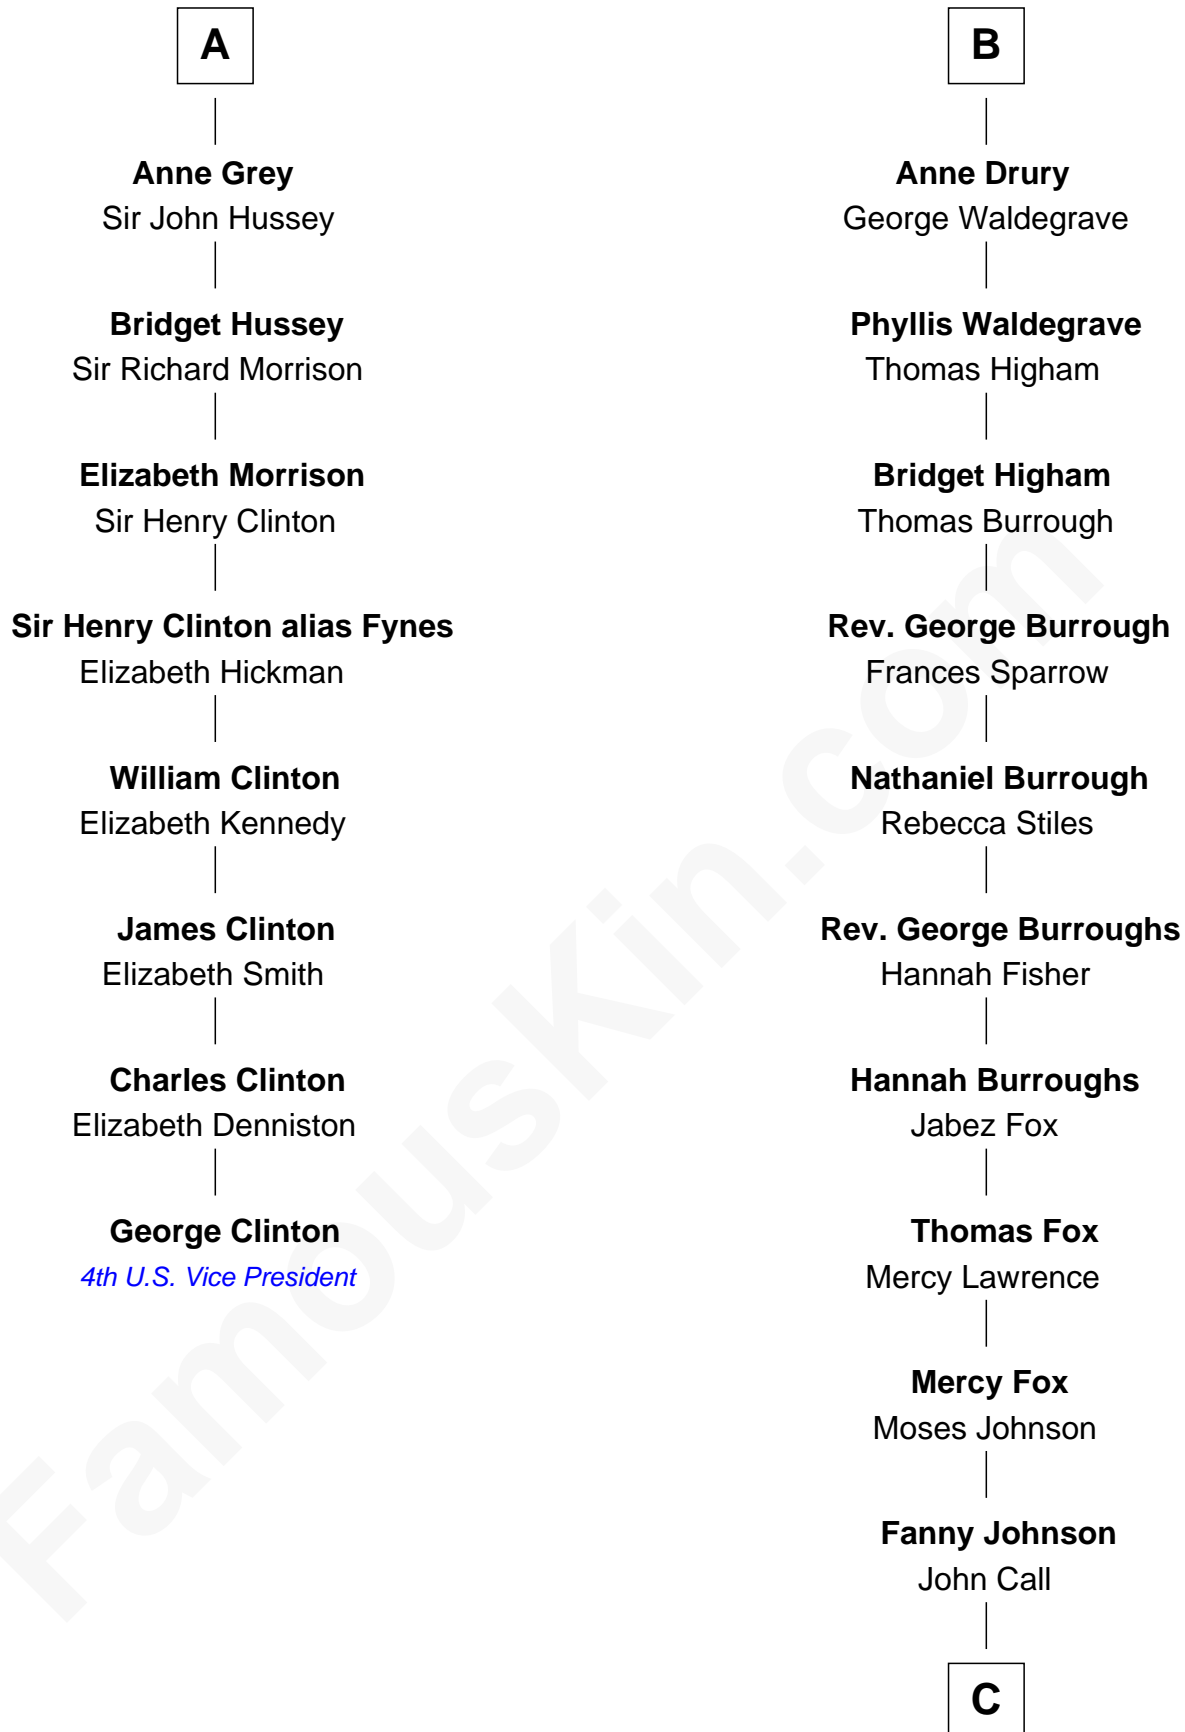 A
Anne Grey
Sir John Hussey
Bridget Hussey
Sir Richard Morrison
Elizabeth Morrison
Sir Henry Clinton
Sir Henry Clinton alias Fynes
Elizabeth Hickman
William Clinton
Elizabeth Kennedy
James Clinton
Elizabeth Smith
Charles Clinton
Elizabeth Denniston
George Clinton
4th U.S. Vice President
B
Anne Drury
George Waldegrave
Phyllis Waldegrave
Thomas Higham
Bridget Higham
Thomas Burrough
Rev. George Burrough
Frances Sparrow
Nathaniel Burrough
Rebecca Stiles
Rev. George Burroughs
Hannah Fisher
Hannah Burroughs
Jabez Fox
Thomas Fox
Mercy Lawrence
Mercy Fox
Moses Johnson
Fanny Johnson
John Call
C
FamousKin.com